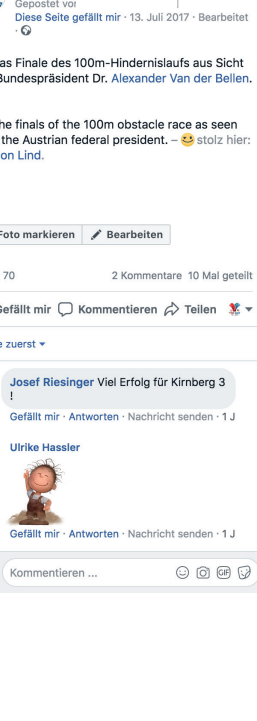 Gepostet vor
Diese Seite gefällt mir · 13. Juli 2017 · Bearbeitet
·
as Finale des 100m-Hindernislaufs aus Sicht
Bundespräsident Dr. Alexander Van der Bellen.
he finals of the 100m obstacle race as seen
the Austrian federal president. – 😄 stolz hier:
on Lind.
Foto markieren Bearbeiten
70 2 Kommentare 10 Mal geteilt
Gefällt mir Kommentieren Teilen
e zuerst
Josef Riesinger Viel Erfolg für Kirnberg 3
!
Gefällt mir · Antworten · Nachricht senden · 1 J
Ulrike Hassler
Gefällt mir · Antworten · Nachricht senden · 1 J
Kommentieren ... GIF